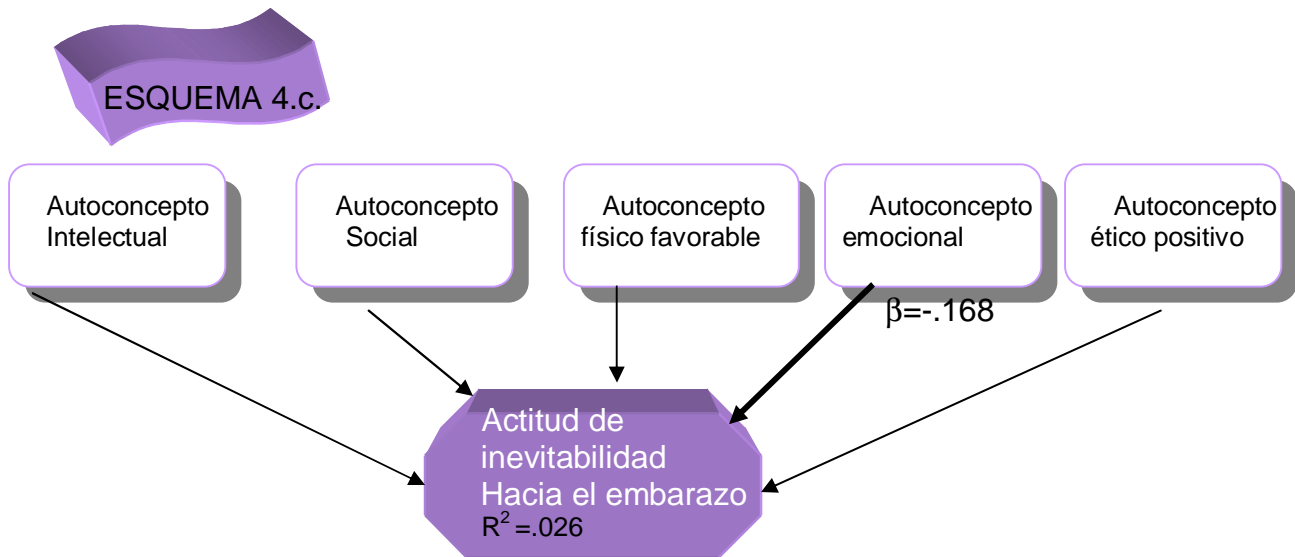 ESQUEMA 4.c.
Autoconcepto
Intelectual
Autoconcepto
Social
Autoconcepto
físico favorable
Autoconcepto
emocional
Autoconcepto
ético positivo
β=-.168
Actitud de
inevitabilidad
Hacia el embarazo
R² =.026